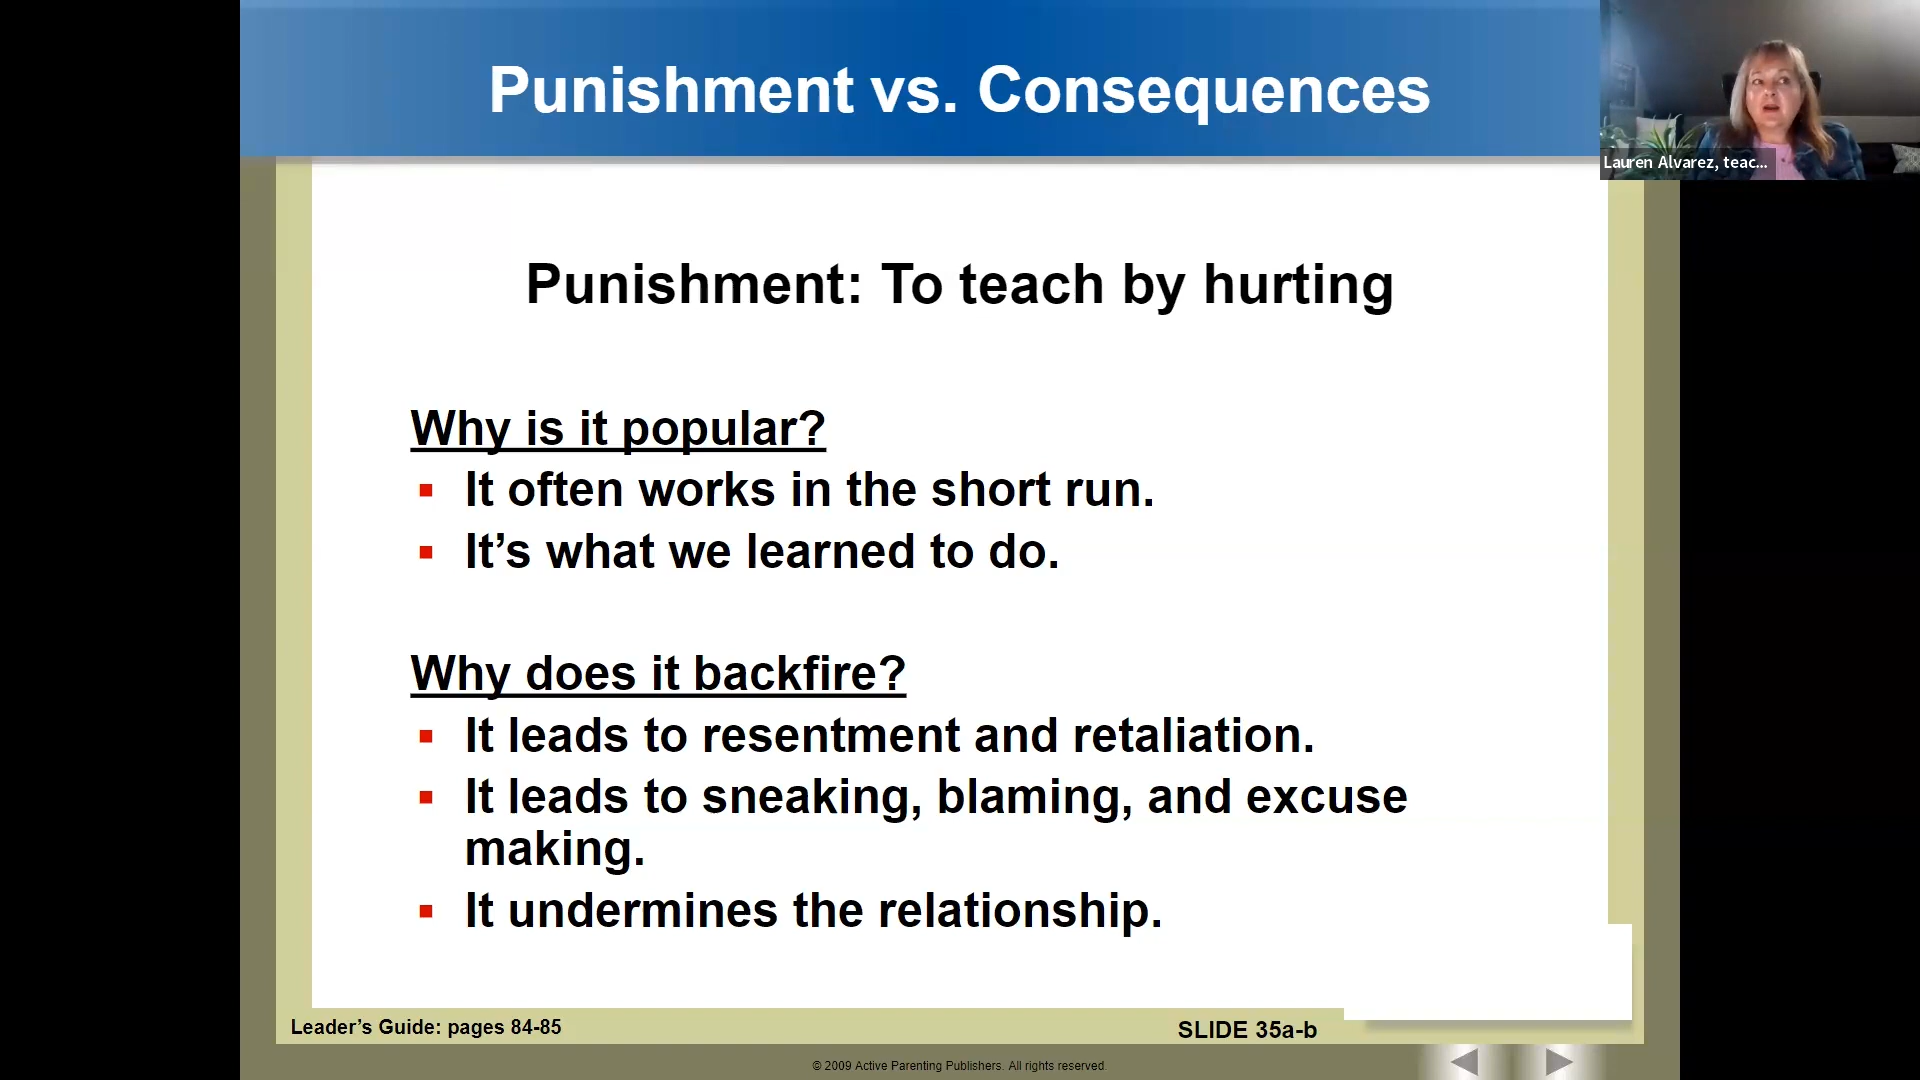 Punishment vs. Consequences
Lauren Alvarez, teac...
Punishment: To teach by hurting
Why is it popular?
It often works in the short run.
It’s what we learned to do.
Why does it backfire?
It leads to resentment and retaliation.
It leads to sneaking, blaming, and excuse
making.
It undermines the relationship.
Leader’s Guide: pages 84-85
SLIDE 35a-b
© 2009 Active Parenting Publishers. All rights reserved.